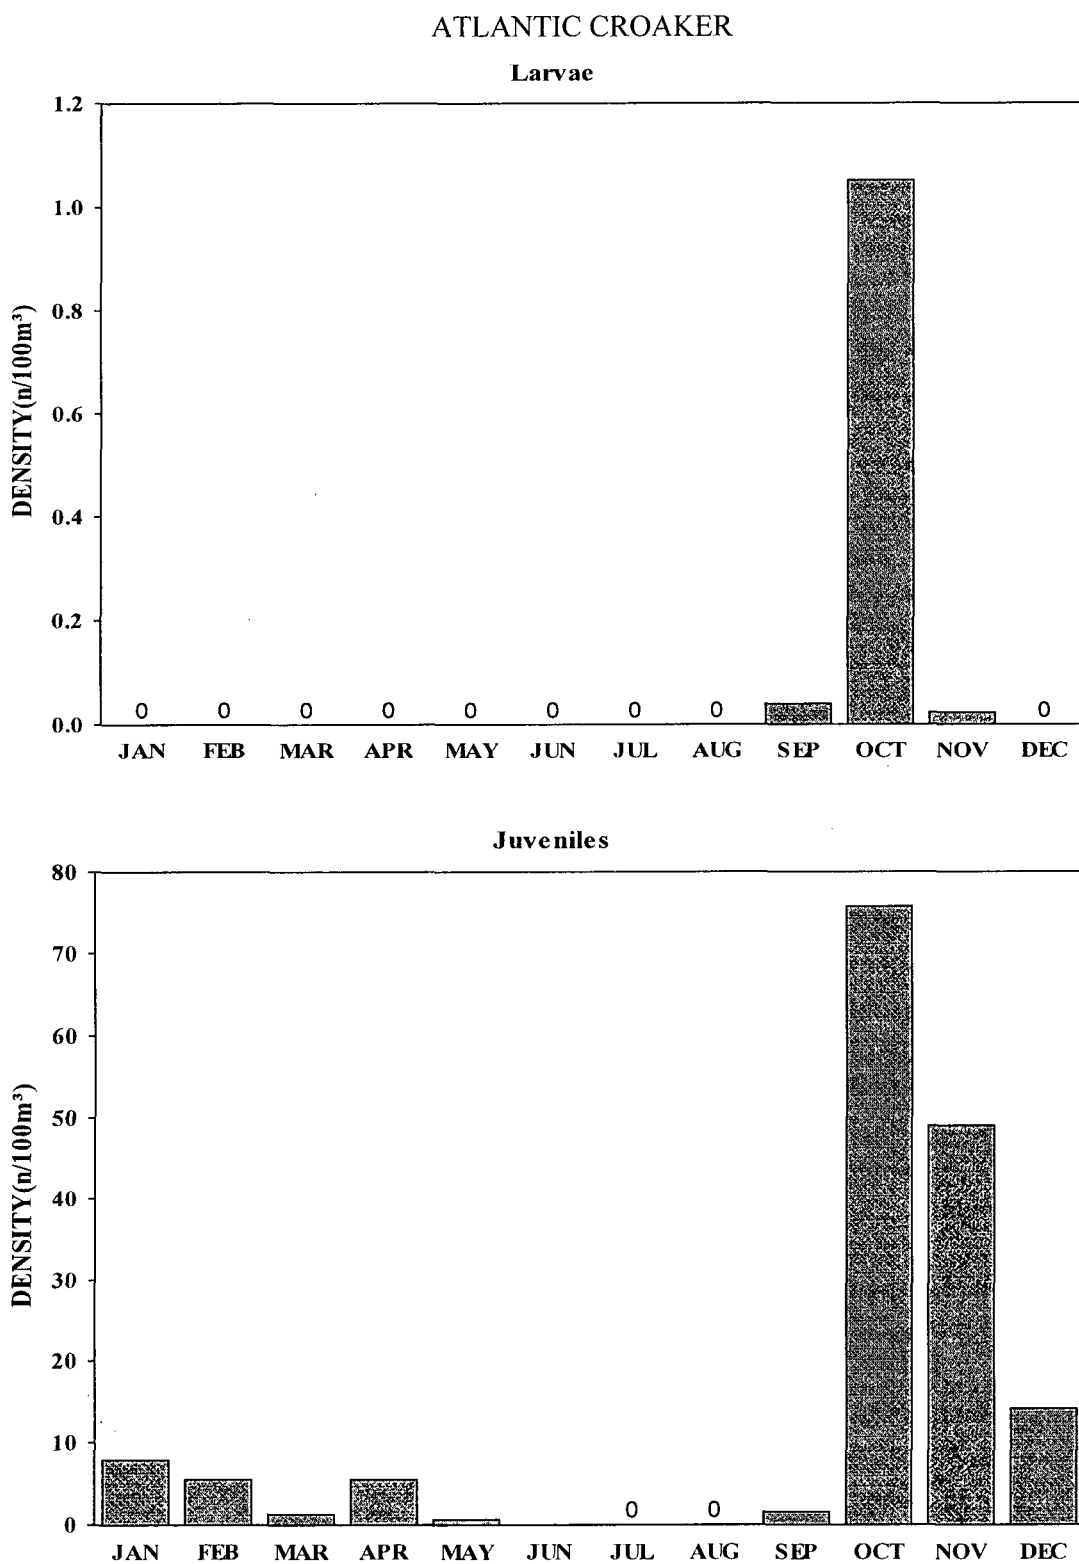 ATLANTIC CROAKER
Larvae
DENSITY(n/100m³)
1.2
1.0
0.8
0.6
0.4
0.2
0.0
0 0 0 0 0 0 0 0 0
JAN FEB MAR APR MAY JUN JUL AUG SEP OCT NOV DEC
Juveniles
DENSITY(n/100m³)
80
70
60
50
40
30
20
10
0
0 0
JAN FEB MAR APR MAY JUN JUL AUG SEP OCT NOV DEC